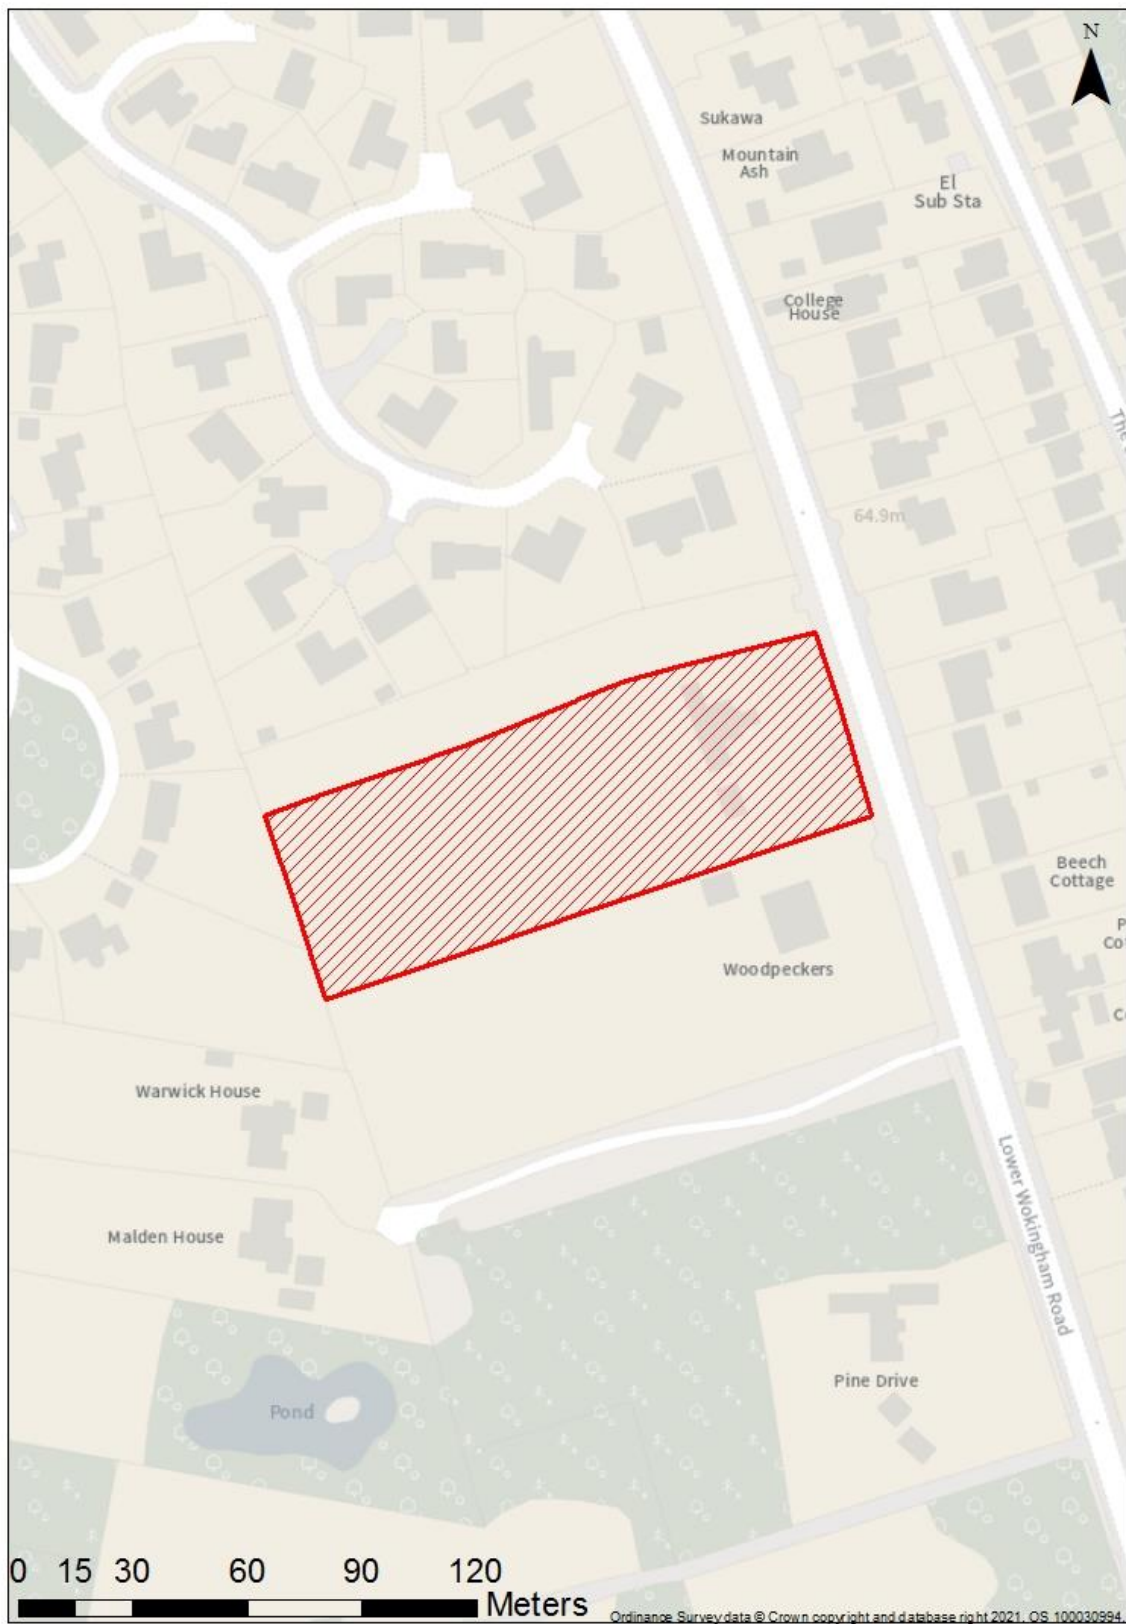 N
Sukawa
Mountain
Ash
El
Sub Sta
College
House
64.9m
Beech
Cottage
Woodpeckers
Warwick House
Lower Wokingham Road
Malden House
Pine Drive
Pond
0 15 30 60 90 120
Meters
Ordinance Survey data © Crown copyright and database right 2021. OS 100030994.